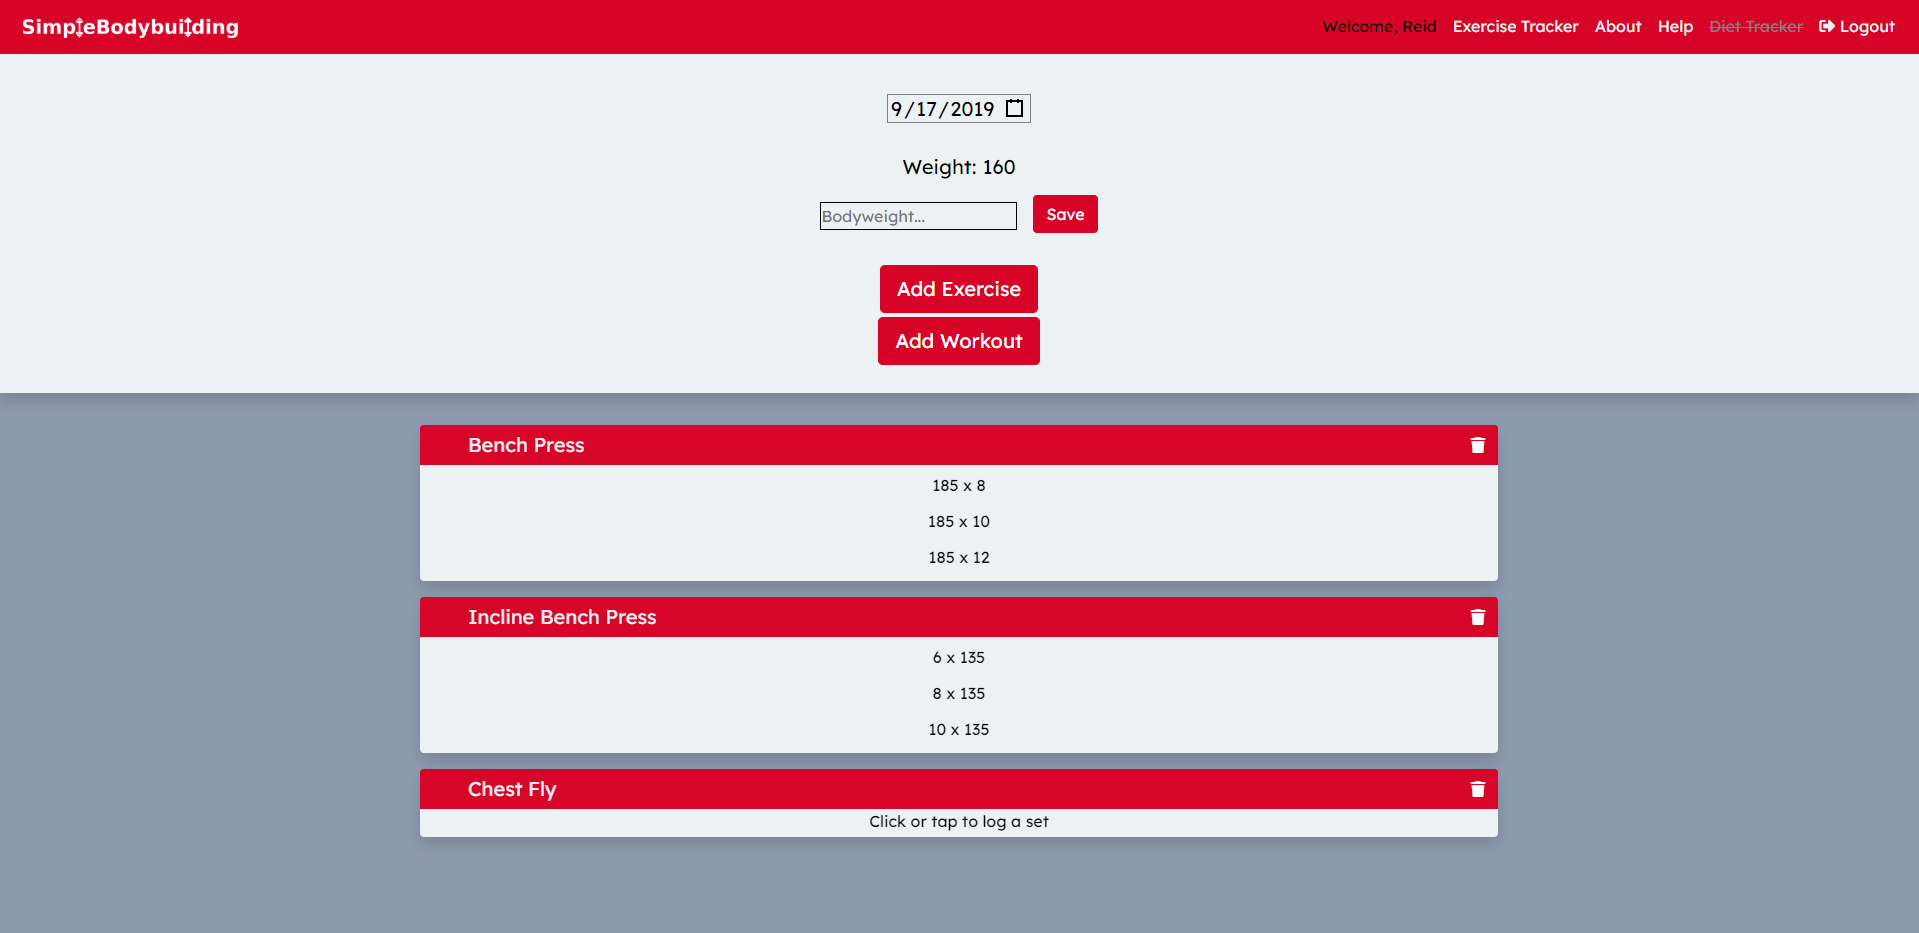 SimpleBodybuilding
Welcome, Reid Exercise Tracker About Help Diet Tracker Logout
9/17/2019
Weight: 160
Bodyweight... Save
Add Exercise
Add Workout
Bench Press
185 x 8
185 x 10
185 x 12
Incline Bench Press
6 x 135
8 x 135
10 x 135
Chest Fly
Click or tap to log a set